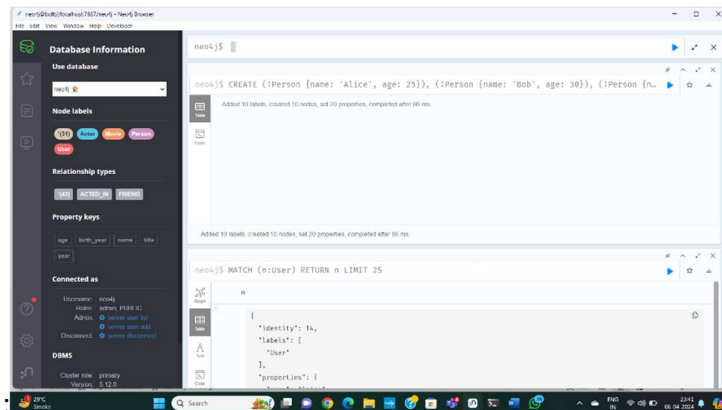 neo4j@bolt://localhost:7687/neo4j - Neo4j Browser
File Edit View Window Help Developer
Database Information
Use database
neo4j
Node labels
*(31) Actor Movie Person
User
Relationship types
*(43) ACTED_IN FRIEND
Property keys
age birth_year name title
year
Connected as
Username: neo4j
Roles: admin, PUBLIC
Admin: server user list
server user add
Disconnect: server disconnect
DBMS
Cluster role: primary
Version: 5.12.0
neo4j$
neo4j$ CREATE (:Person {name: 'Alice', age: 25}), (:Person {name: 'Bob', age: 30}), (:Person {n…
Table
Code
Added 10 labels, created 10 nodes, set 20 properties, completed after 86 ms.
Added 10 labels, created 10 nodes, set 20 properties, completed after 86 ms.
neo4j$ MATCH (n:User) RETURN n LIMIT 25
Graph
Table
Text
Code
n
{
"identity": 14,
"labels": [
"User"
],
"properties": {
29°C
Smoke
Search
ENG
IN
23:41
06-04-2024